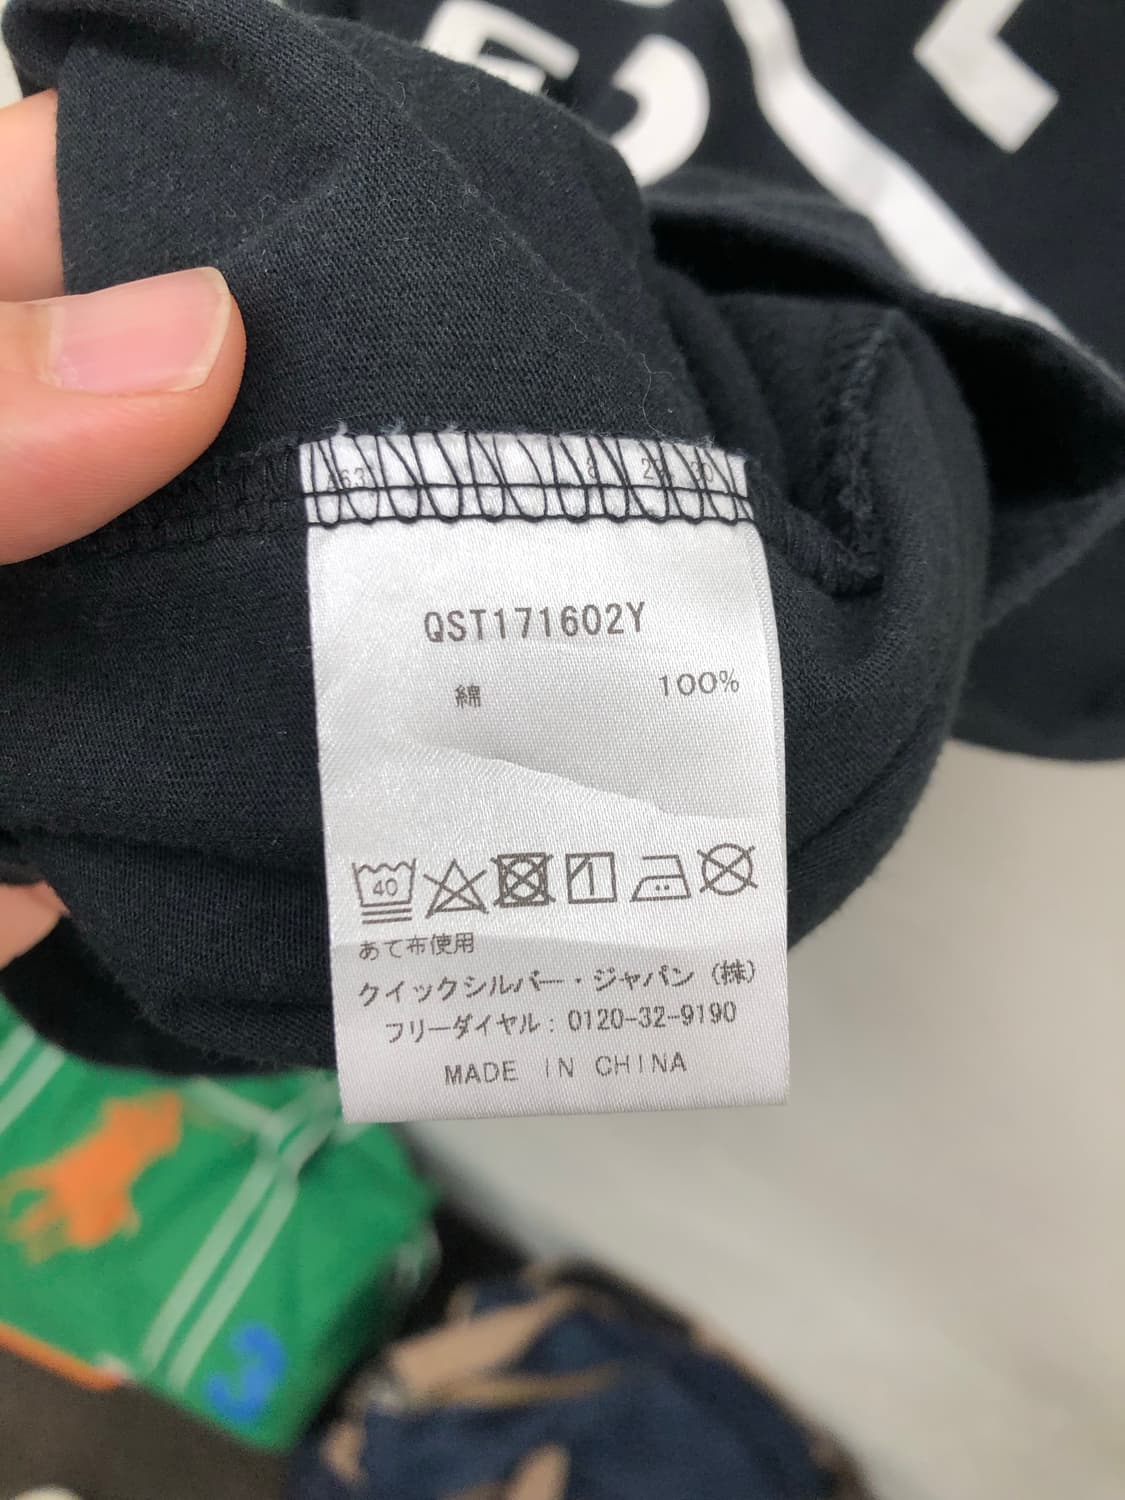 QST171602Y
綿 100%
40
あて布使用
クイックシルバー・ジャパン（株）
フリーダイヤル：0120-32-9190
MADE IN CHINA
3